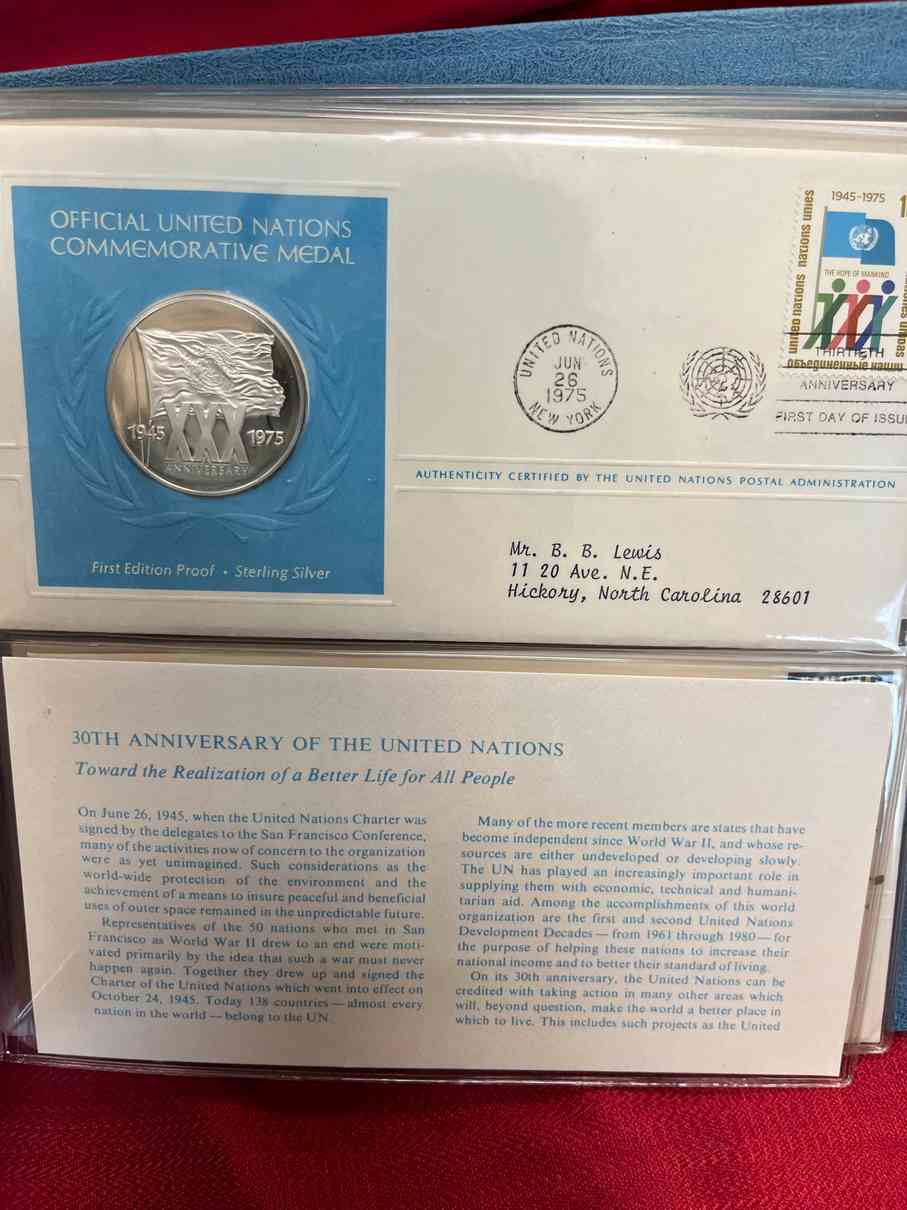 OFFICIAL UNITED NATIONS
COMMEMORATIVE MEDAL
1945
XXX
1975
ANNIVERSARY
First Edition Proof • Sterling Silver
UNITED NATIONS
JUN
26
1975
NEW YORK
1945-1975
1
united nations
nations unies
THE HOPE OF MANKIND
XXX
THIRTIETH
ANNIVERSARY
FIRST DAY OF ISSU
AUTHENTICITY CERTIFIED BY THE UNITED NATIONS POSTAL ADMINISTRATION
Mr. B. B. Lewis
11 20 Ave. N.E.
Hickory, North Carolina 28601
30TH ANNIVERSARY OF THE UNITED NATIONS
Toward the Realization of a Better Life for All People
On June 26, 1945, when the United Nations Charter was
signed by the delegates to the San Francisco Conference,
many of the activities now of concern to the organization
were as yet unimagined. Such considerations as the
world-wide protection of the environment and the
achievement of a means to insure peaceful and beneficial
uses of outer space remained in the unpredictable future.
Representatives of the 50 nations who met in San
Francisco as World War II drew to an end were moti-
vated primarily by the idea that such a war must never
happen again. Together they drew up and signed the
Charter of the United Nations which went into effect on
October 24, 1945. Today 138 countries — almost every
nation in the world — belong to the UN.
Many of the more recent members are states that have
become independent since World War II, and whose re-
sources are either undeveloped or developing slowly.
The UN has played an increasingly important role in
supplying them with economic, technical and humani-
tarian aid. Among the accomplishments of this world
organization are the first and second United Nations
Development Decades — from 1961 through 1980 — for
the purpose of helping these nations to increase their
national income and to better their standard of living.
On its 30th anniversary, the United Nations can be
credited with taking action in many other areas which
will, beyond question, make the world a better place in
which to live. This includes such projects as the United